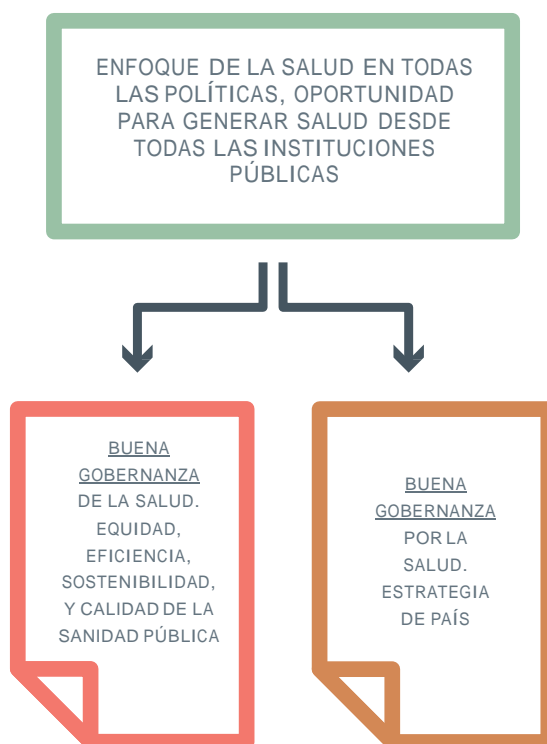 ENFOQUE DE LA SALUD EN TODAS
LAS POLÍTICAS, OPORTUNIDAD
PARA GENERAR SALUD DESDE
TODAS LAS INSTITUCIONES
PÚBLICAS
BUENA
GOBERNANZA
DE LA SALUD.
EQUIDAD,
EFICIENCIA,
SOSTENIBILIDAD,
Y CALIDAD DE LA
SANIDAD PÚBLICA
BUENA
GOBERNANZA
POR LA
SALUD.
ESTRATEGIA
DE PAÍS